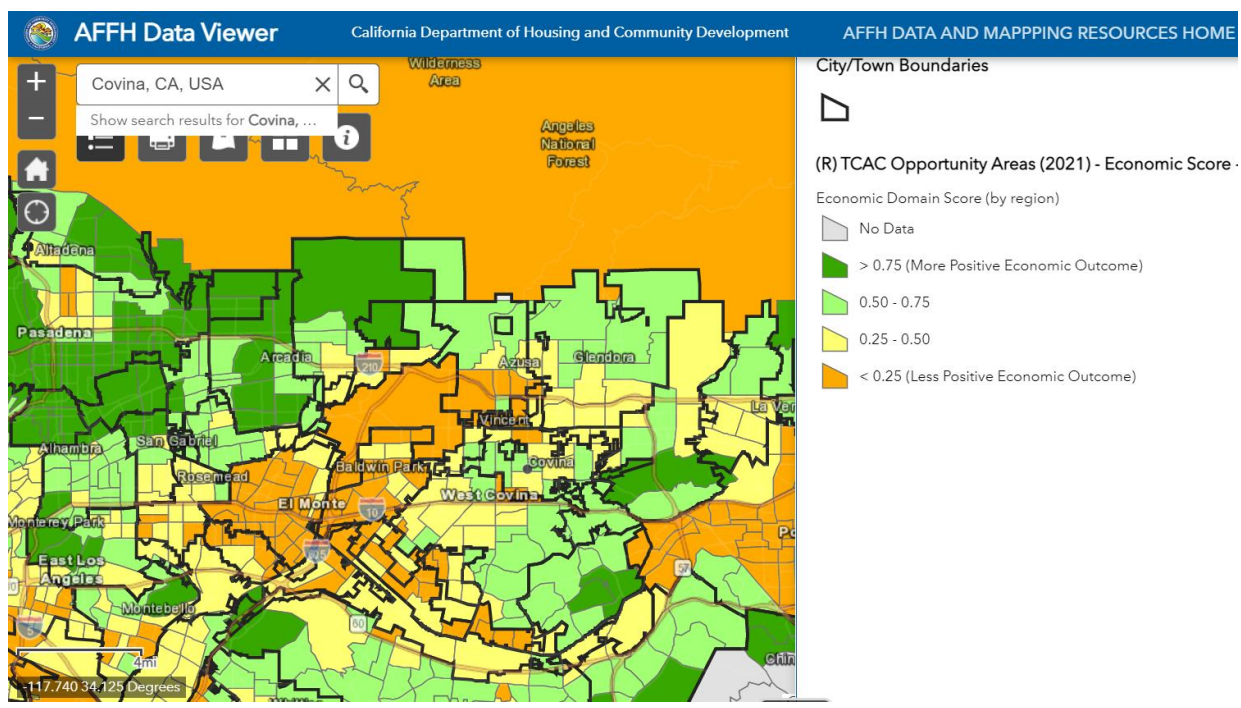 AFFH Data Viewer
California Department of Housing and Community Development
AFFH DATA AND MAPPPING RESOURCES HOME
+
−
Covina, CA, USA
Show search results for Covina, ...
Wilderness
Area
Angeles
National
Forest
Altadena
Pasadena
Arcadia
210
Azusa
Glendora
La Ver
Vincent
Alhambra
San Gabriel
Rosemead
Baldwin Park
Covina
El Monte
West Covina
10
Monterey Park
Po
East Los
Angeles
57
Montebello
60
5
4mi
Chin
-117.740 34.125 Degrees
City/Town Boundaries
(R) TCAC Opportunity Areas (2021) - Economic Score -
Economic Domain Score (by region)
No Data
> 0.75 (More Positive Economic Outcome)
0.50 - 0.75
0.25 - 0.50
< 0.25 (Less Positive Economic Outcome)